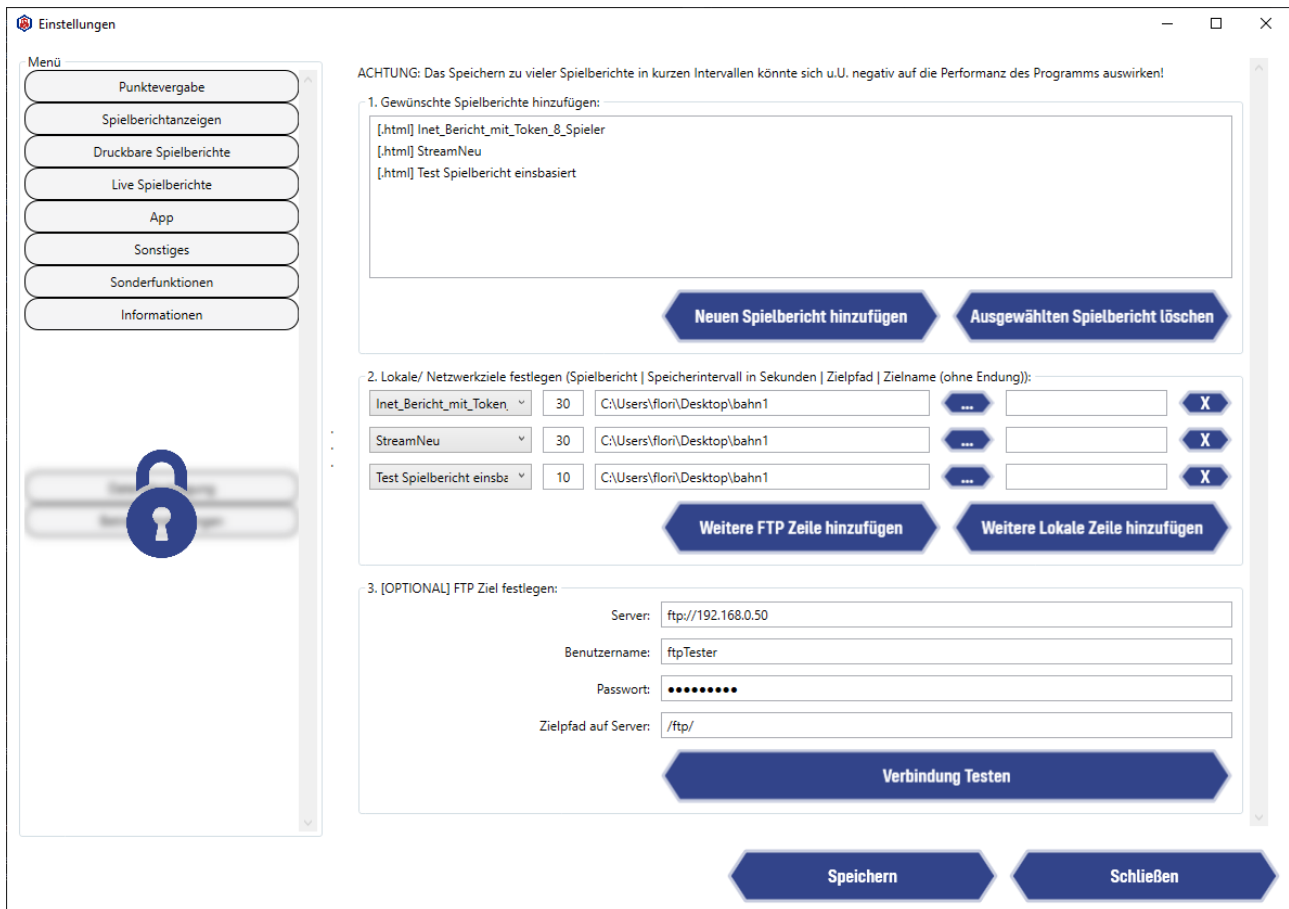 Einstellungen
Menü
Punktevergabe
Spielberichtanzeigen
Druckbare Spielberichte
Live Spielberichte
App
Sonstiges
Sonderfunktionen
Informationen
ACHTUNG: Das Speichern zu vieler Spielberichte in kurzen Intervallen könnte sich u.U. negativ auf die Performanz des Programms auswirken!
1. Gewünschte Spielberichte hinzufügen:
[.html] Inet_Bericht_mit_Token_8_Spieler
[.html] StreamNeu
[.html] Test Spielbericht einsbasiert
Neuen Spielbericht hinzufügen Ausgewählten Spielbericht löschen
2. Lokale/ Netzwerkziele festlegen (Spielbericht | Speicherintervall in Sekunden | Zielpfad | Zielname (ohne Endung)):
Inet_Bericht_mit_Token_ 30 C:\Users\flori\Desktop\bahn1 ... X
StreamNeu 30 C:\Users\flori\Desktop\bahn1 ... X
Test Spielbericht einsba 10 C:\Users\flori\Desktop\bahn1 ... X
Weitere FTP Zeile hinzufügen Weitere Lokale Zeile hinzufügen
3. [OPTIONAL] FTP Ziel festlegen:
Server: ftp://192.168.0.50
Benutzername: ftpTester
Passwort: ●●●●●●●●●
Zielpfad auf Server: /ftp/
Verbindung Testen
Speichern Schließen